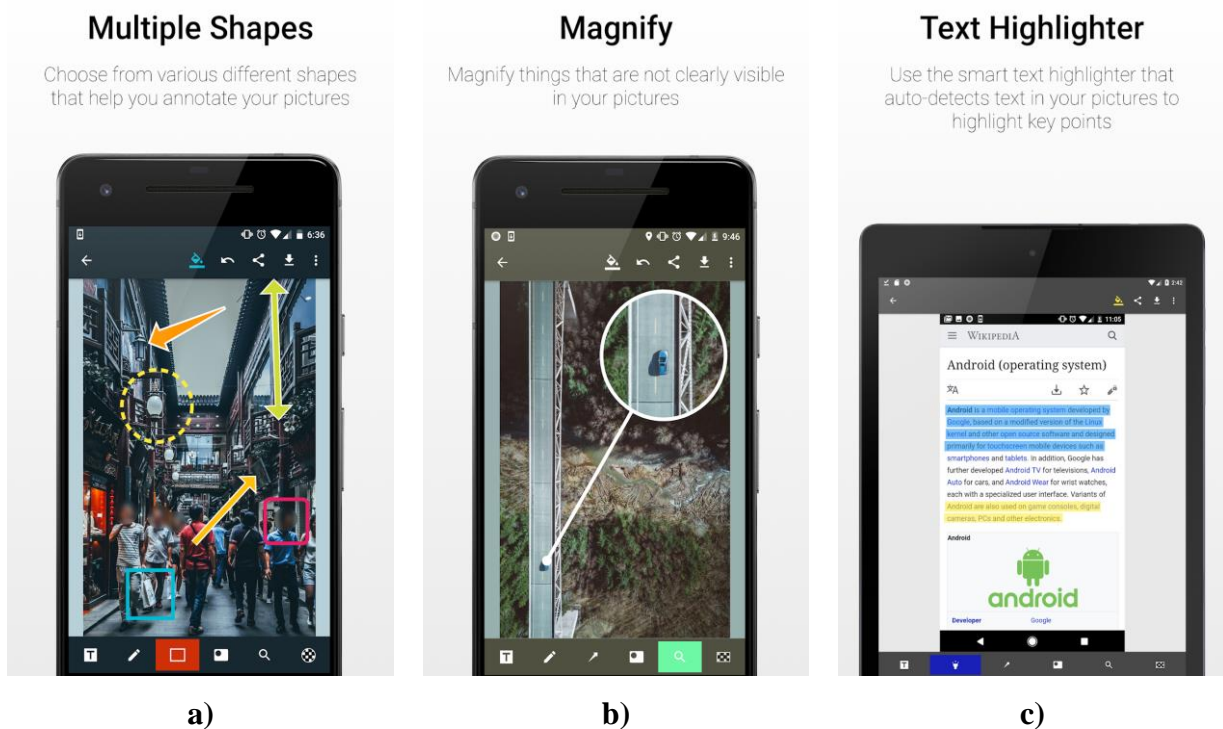 Multiple Shapes
Choose from various different shapes
that help you annotate your pictures
6:36
T
a)
Magnify
Magnify things that are not clearly visible
in your pictures
9:46
T
b)
Text Highlighter
Use the smart text highlighter that
auto-detects text in your pictures to
highlight key points
2:42
11:05
WIKIPEDIA
Android (operating system)
Android is a mobile operating system developed by
Google, based on a modified version of the Linux
kernel and other open source software and designed
primarily for touchscreen mobile devices such as
smartphones and tablets. In addition, Google has
further developed Android TV for televisions, Android
Auto for cars, and Android Wear for wrist watches,
each with a specialized user interface. Variants of
Android are also used on game consoles, digital
cameras, PCs and other electronics.
Android
android
Developer Google
T
c)